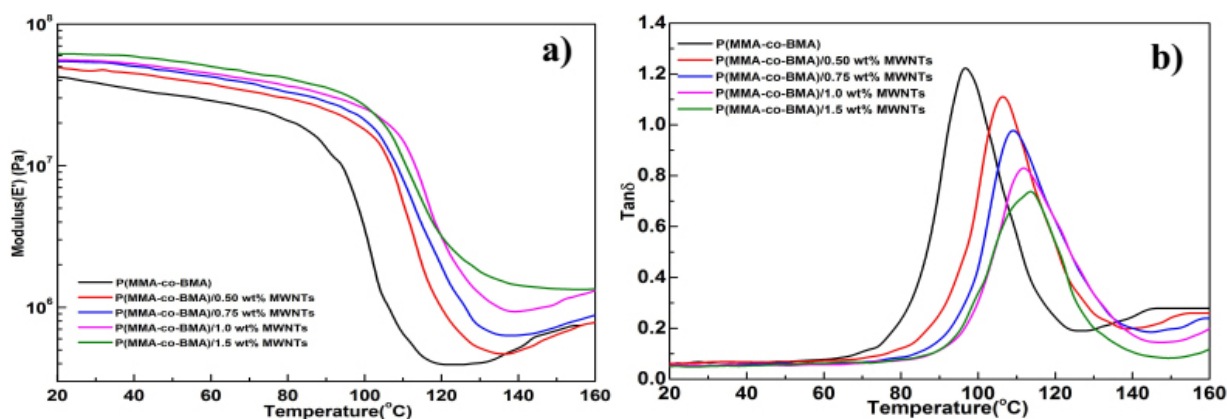 10⁸
10⁷
10⁶
Modulus(E') (Pa)
a)
P(MMA-co-BMA)
P(MMA-co-BMA)/0.50 wt% MWNTs
P(MMA-co-BMA)/0.75 wt% MWNTs
P(MMA-co-BMA)/1.0 wt% MWNTs
P(MMA-co-BMA)/1.5 wt% MWNTs
20 40 60 80 100 120 140 160
Temperature(°C)
1.4
1.2
1.0
0.8
0.6
0.4
0.2
0.0
Tanδ
b)
P(MMA-co-BMA)
P(MMA-co-BMA)/0.50 wt% MWNTs
P(MMA-co-BMA)/0.75 wt% MWNTs
P(MMA-co-BMA)/1.0 wt% MWNTs
P(MMA-co-BMA)/1.5 wt% MWNTs
20 40 60 80 100 120 140 160
Temperature(°C)